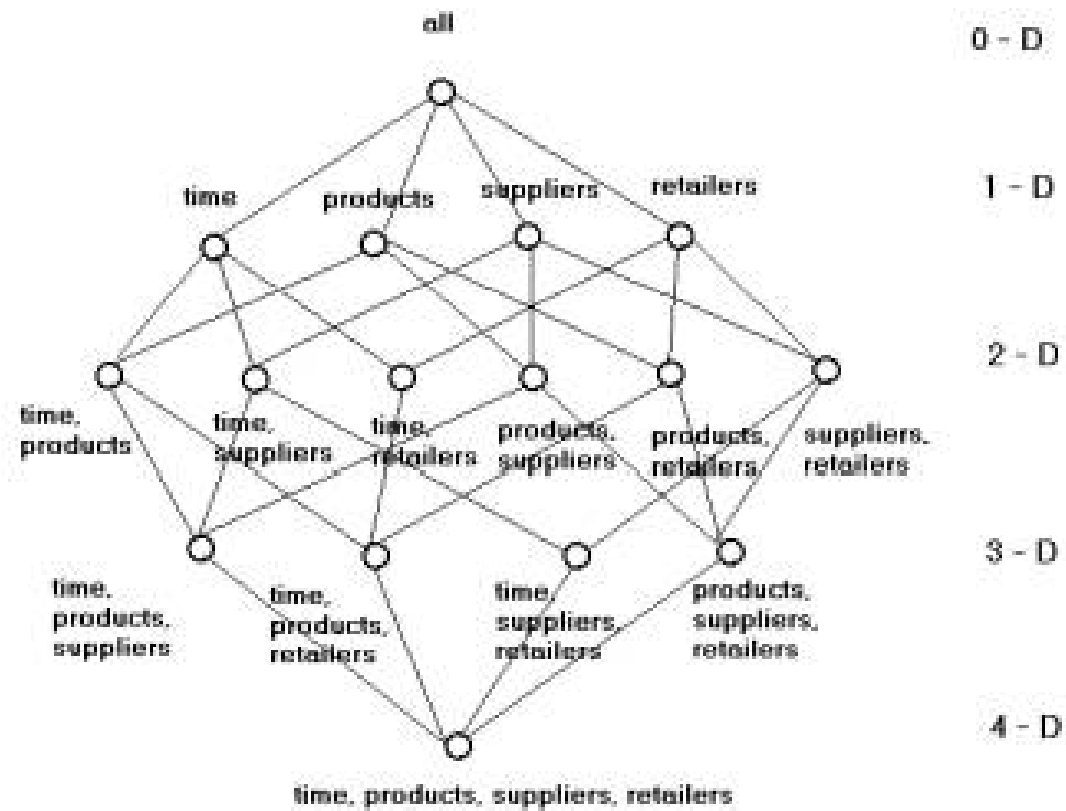 all
0 - D
time
products
suppliers
retailers
1 - D
2 - D
time,
products
time,
suppliers
time,
retailers
products,
suppliers
products,
retailers
suppliers,
retailers
3 - D
time,
products,
suppliers
time,
products,
retailers
time,
suppliers,
retailers
products,
suppliers,
retailers
4 - D
time, products, suppliers, retailers